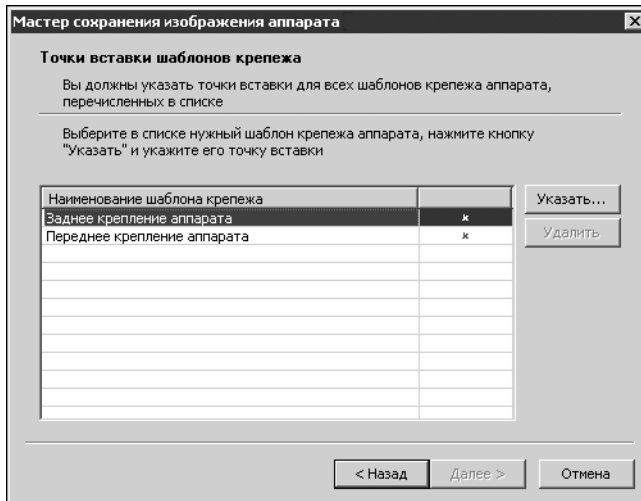 Мастер сохранения изображения аппарата
Точки вставки шаблонов крепежа
Вы должны указать точки вставки для всех шаблонов крепежа аппарата,
перечисленных в списке
Выберите в списке нужный шаблон крепежа аппарата, нажмите кнопку
"Указать" и укажите его точку вставки
Наименование шаблона крепежа
Указать...
Заднее крепление аппарата
Переднее крепление аппарата
Удалить
< Назад
Далее >
Отмена